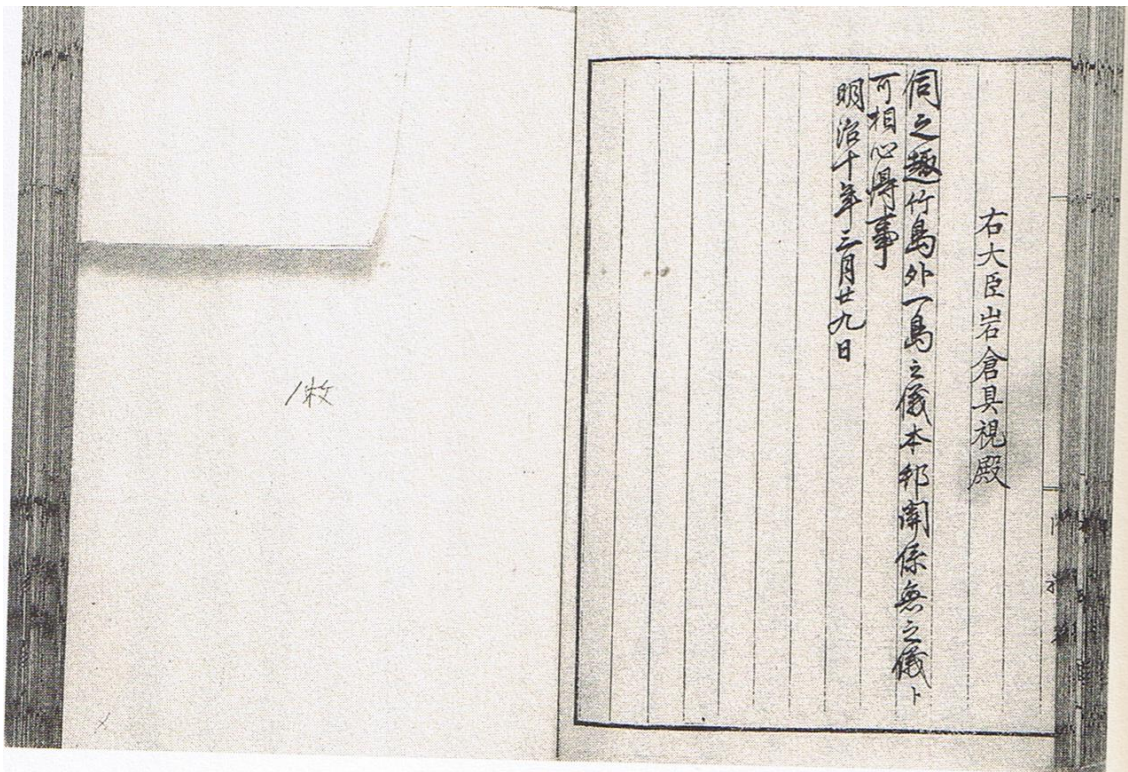 右大臣岩倉具視殿
伺之趣竹島外一島之儀本邦関係無之儀ト
可相心得事
明治十年三月廿九日
1枚